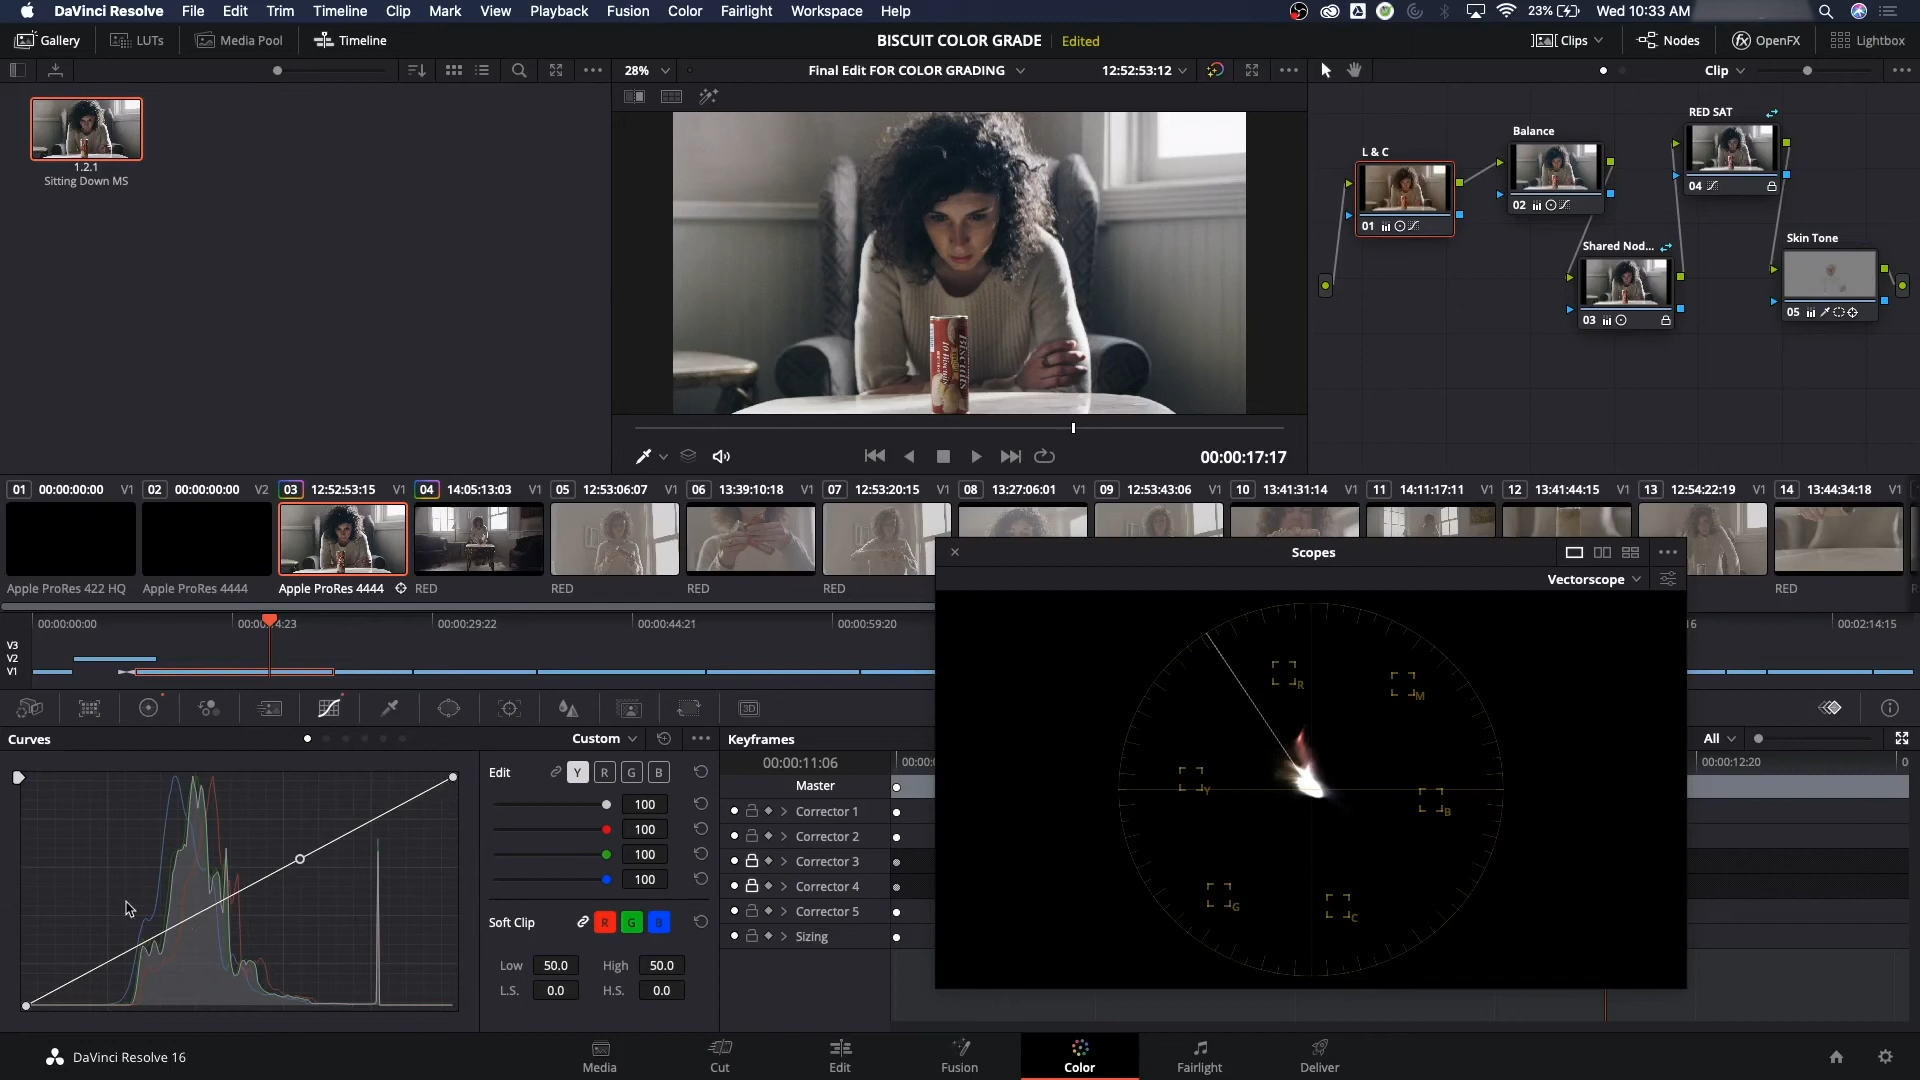 DaVinci Resolve File Edit Trim Timeline Clip Mark View Playback Fusion Color Fairlight Workspace Help 23% Wed 10:33 AM
Gallery LUTs Media Pool Timeline BISCUIT COLOR GRADE Edited Clips Nodes OpenFX Lightbox
28% Final Edit FOR COLOR GRADING 12:52:53:12 Clip
1.2.1
Sitting Down MS
L & C
Balance
RED SAT
01
02
04
Shared Nod...
Skin Tone
03
05
Biscuits
00:00:17:17
01 00:00:00:00 V1 02 00:00:00:00 V2 03 12:52:53:15 V1 04 14:05:13:03 V1 05 12:53:06:07 V1 06 13:39:10:18 V1 07 12:53:20:15 V1 08 13:27:06:01 V1 09 12:53:43:06 V1 10 13:41:31:14 V1 11 14:11:17:11 V1 12 13:41:44:15 V1 13 12:54:22:19 V1 14 13:44:34:18 V1
Apple ProRes 422 HQ Apple ProRes 4444 Apple ProRes 4444 RED RED RED RED RED
Scopes
Vectorscope
R M Y B G C
00:00:00:00 00:00:29:22 00:00:44:21 00:00:59:20 16 00:02:14:15
V3
V2
V1
3D
Curves Custom Keyframes All
Edit Y R G B
100
100
100
100
Soft Clip R G B
Low 50.0 High 50.0
L.S. 0.0 H.S. 0.0
00:00:11:06 00:00:12:20
Master
Corrector 1
Corrector 2
Corrector 3
Corrector 4
Corrector 5
Sizing
DaVinci Resolve 16 Media Cut Edit Fusion Color Fairlight Deliver